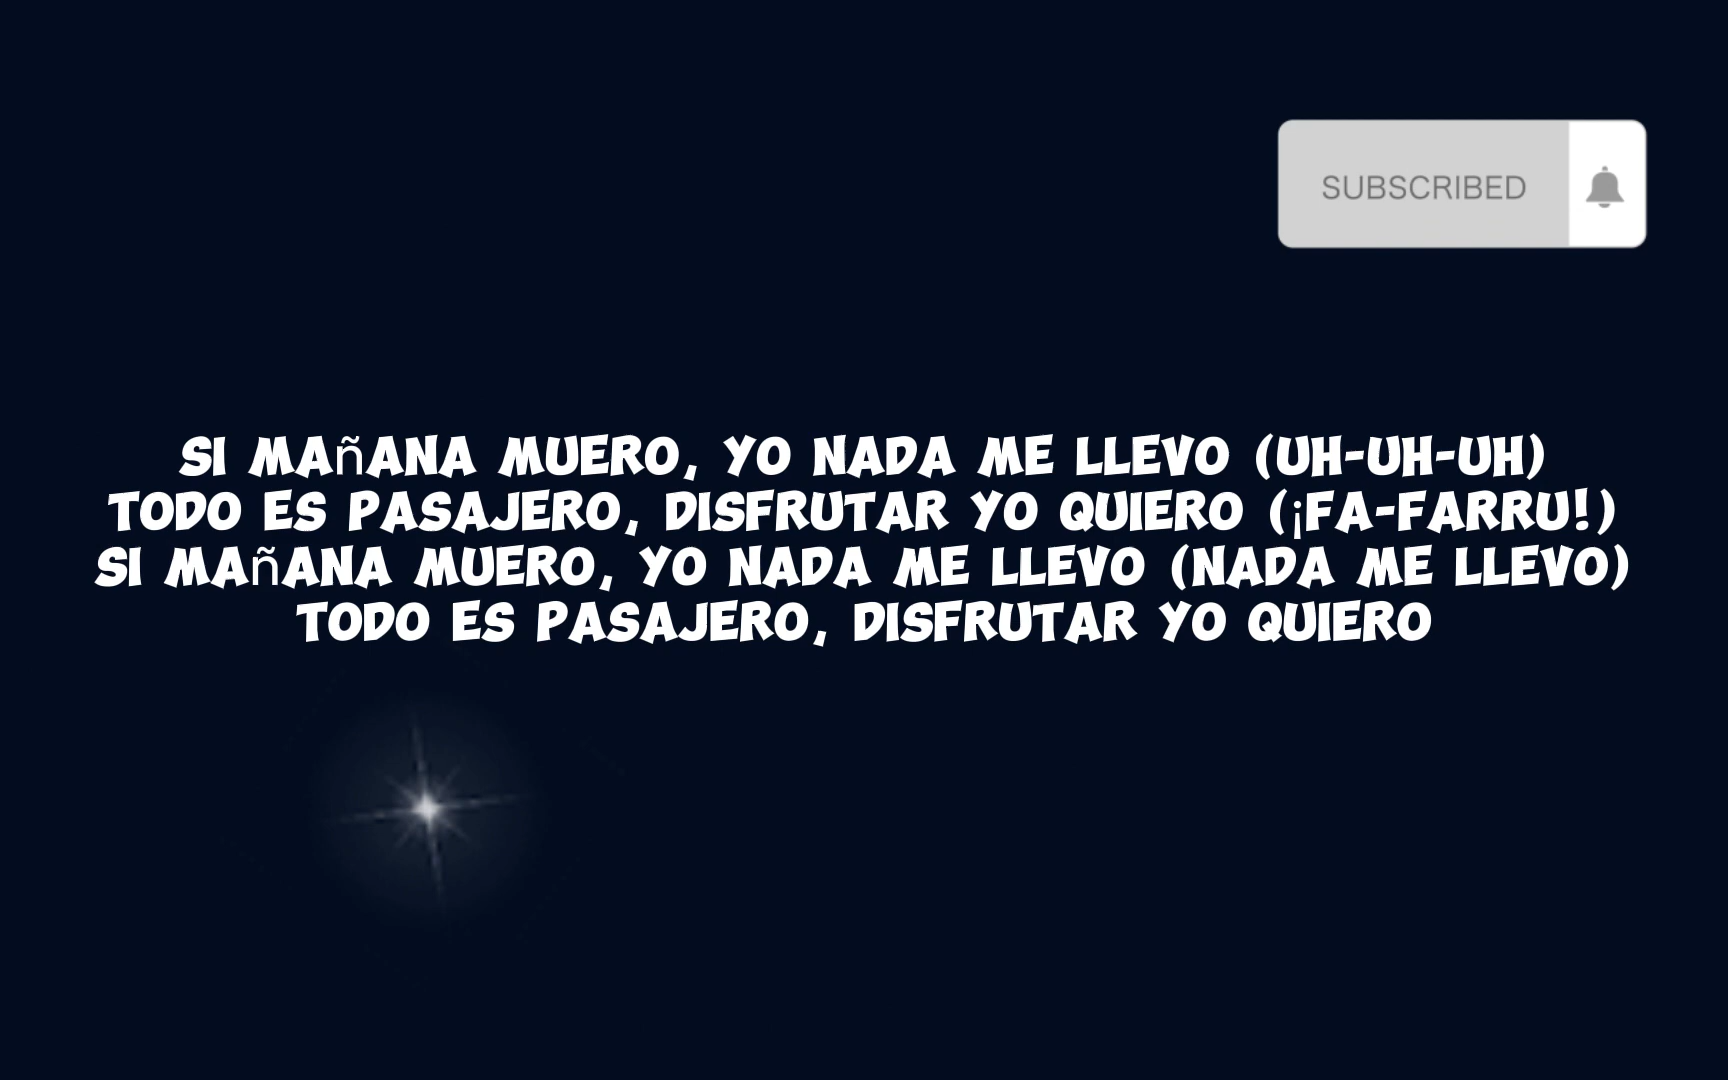 SUBSCRIBED
SI MAñANA MUERO, YO NADA ME LLEVO (UH-UH-UH)
TODO ES PASAJERO, DISFRUTAR YO QUIERO (¡FA-FARRU!)
SI MAñANA MUERO, YO NADA ME LLEVO (NADA ME LLEVO)
TODO ES PASAJERO, DISFRUTAR YO QUIERO